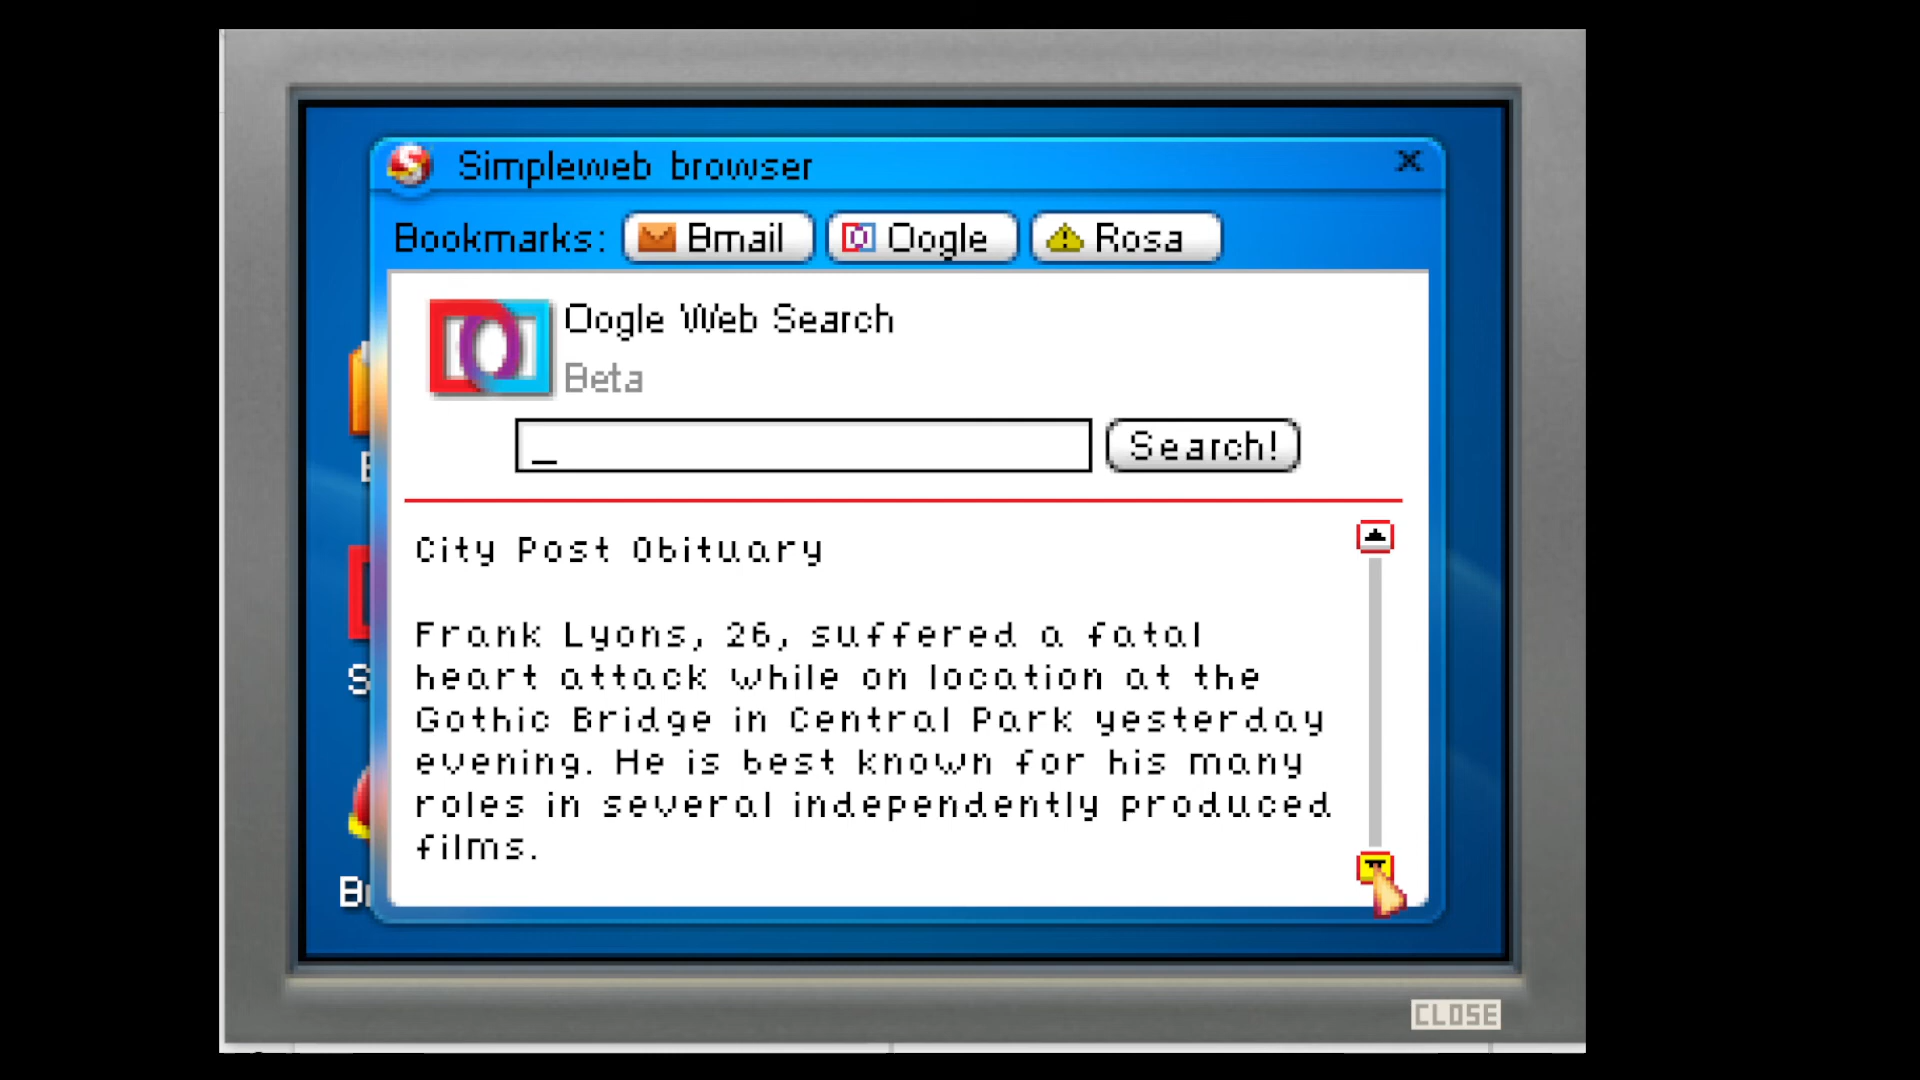 Simpleweb browser
Bookmarks: Bmail Oogle Rosa
Oogle Web Search
Beta
_ Search!
City Post Obituary
Frank Lyons, 26, suffered a fatal
heart attack while on location at the
Gothic Bridge in Central Park yesterday
evening. He is best known for his many
roles in several independently produced
films.
CLOSE